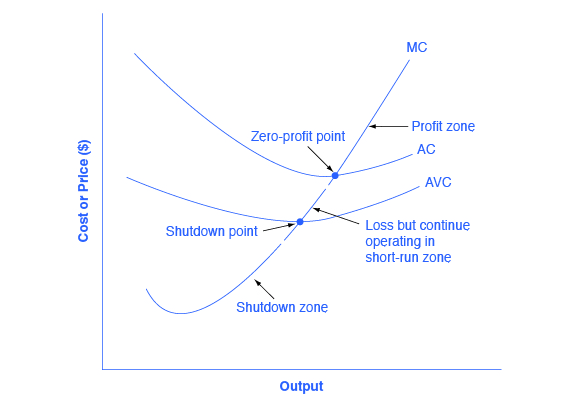 MC
Profit zone
Zero-profit point
AC
AVC
Cost or Price ($)
Shutdown point
Loss but continue
operating in
short-run zone
Shutdown zone
Output